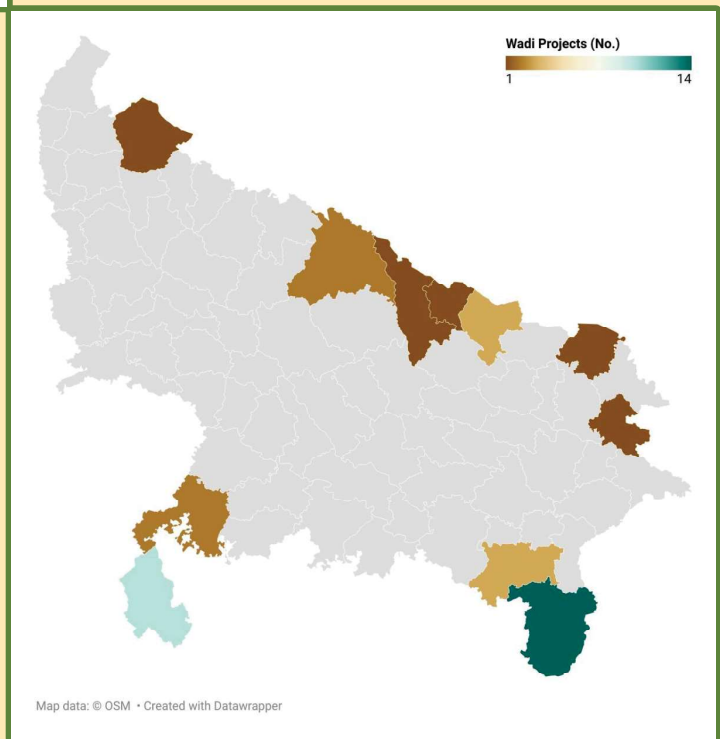 Wadi Projects (No.)
1 14
Map data: © OSM • Created with Datawrapper